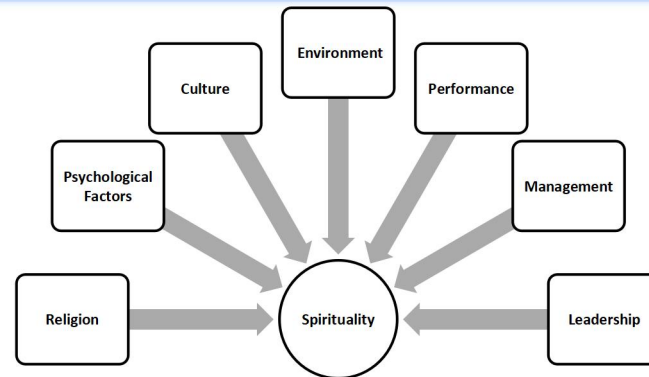 Environment
Culture
Performance
Psychological
Factors
Management
Religion
Spirituality
Leadership